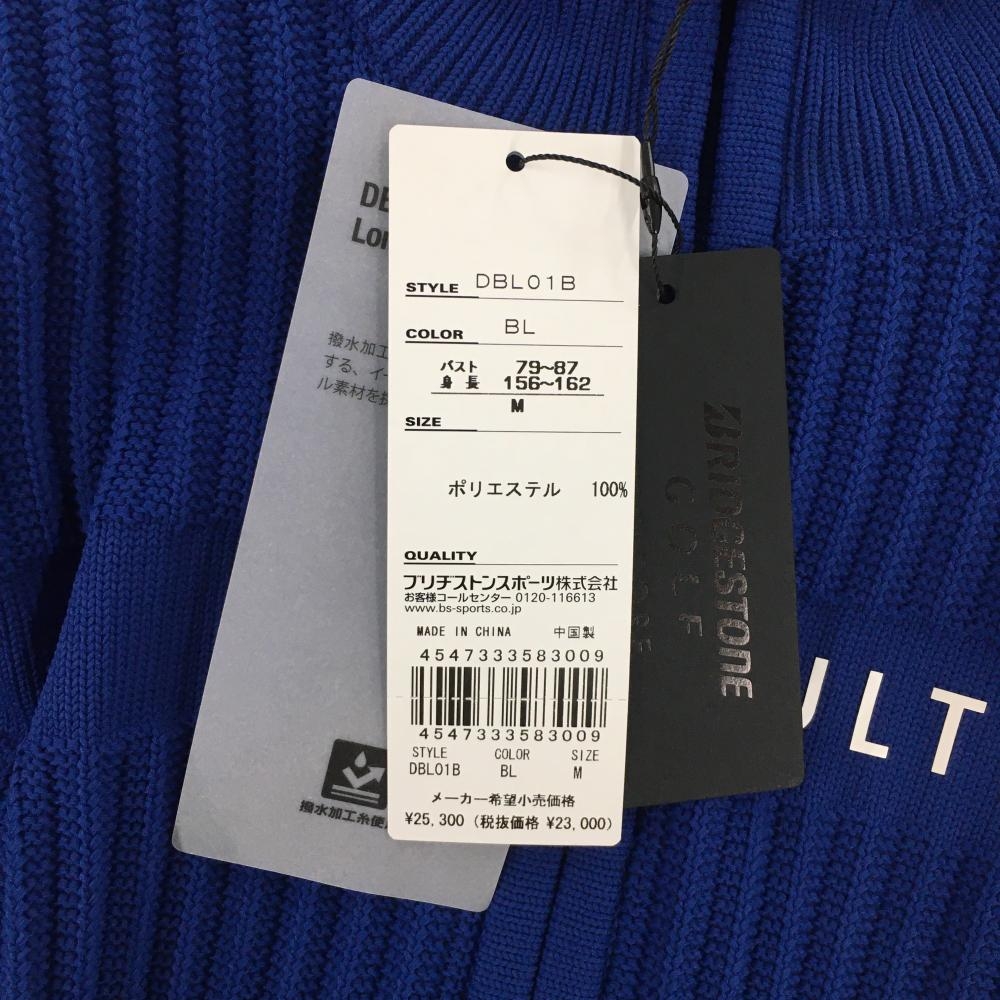 撥水加工
する、イー
ル素材を
撥水加工糸使
STYLE DBL01B
COLOR BL
バスト 79~87
身長 156~162
M
SIZE
ポリエステル 100%
QUALITY
ブリヂストンスポーツ株式会社
お客様コールセンター 0120-116613
www.bs-sports.co.jp
MADE IN CHINA 中国製
4547333583009
4547333583009
STYLE COLOR SIZE
DBL01B BL M
メーカー希望小売価格
¥25,300 (税抜価格 ¥23,000)
BRIDGESTONE
GOLF
ULT